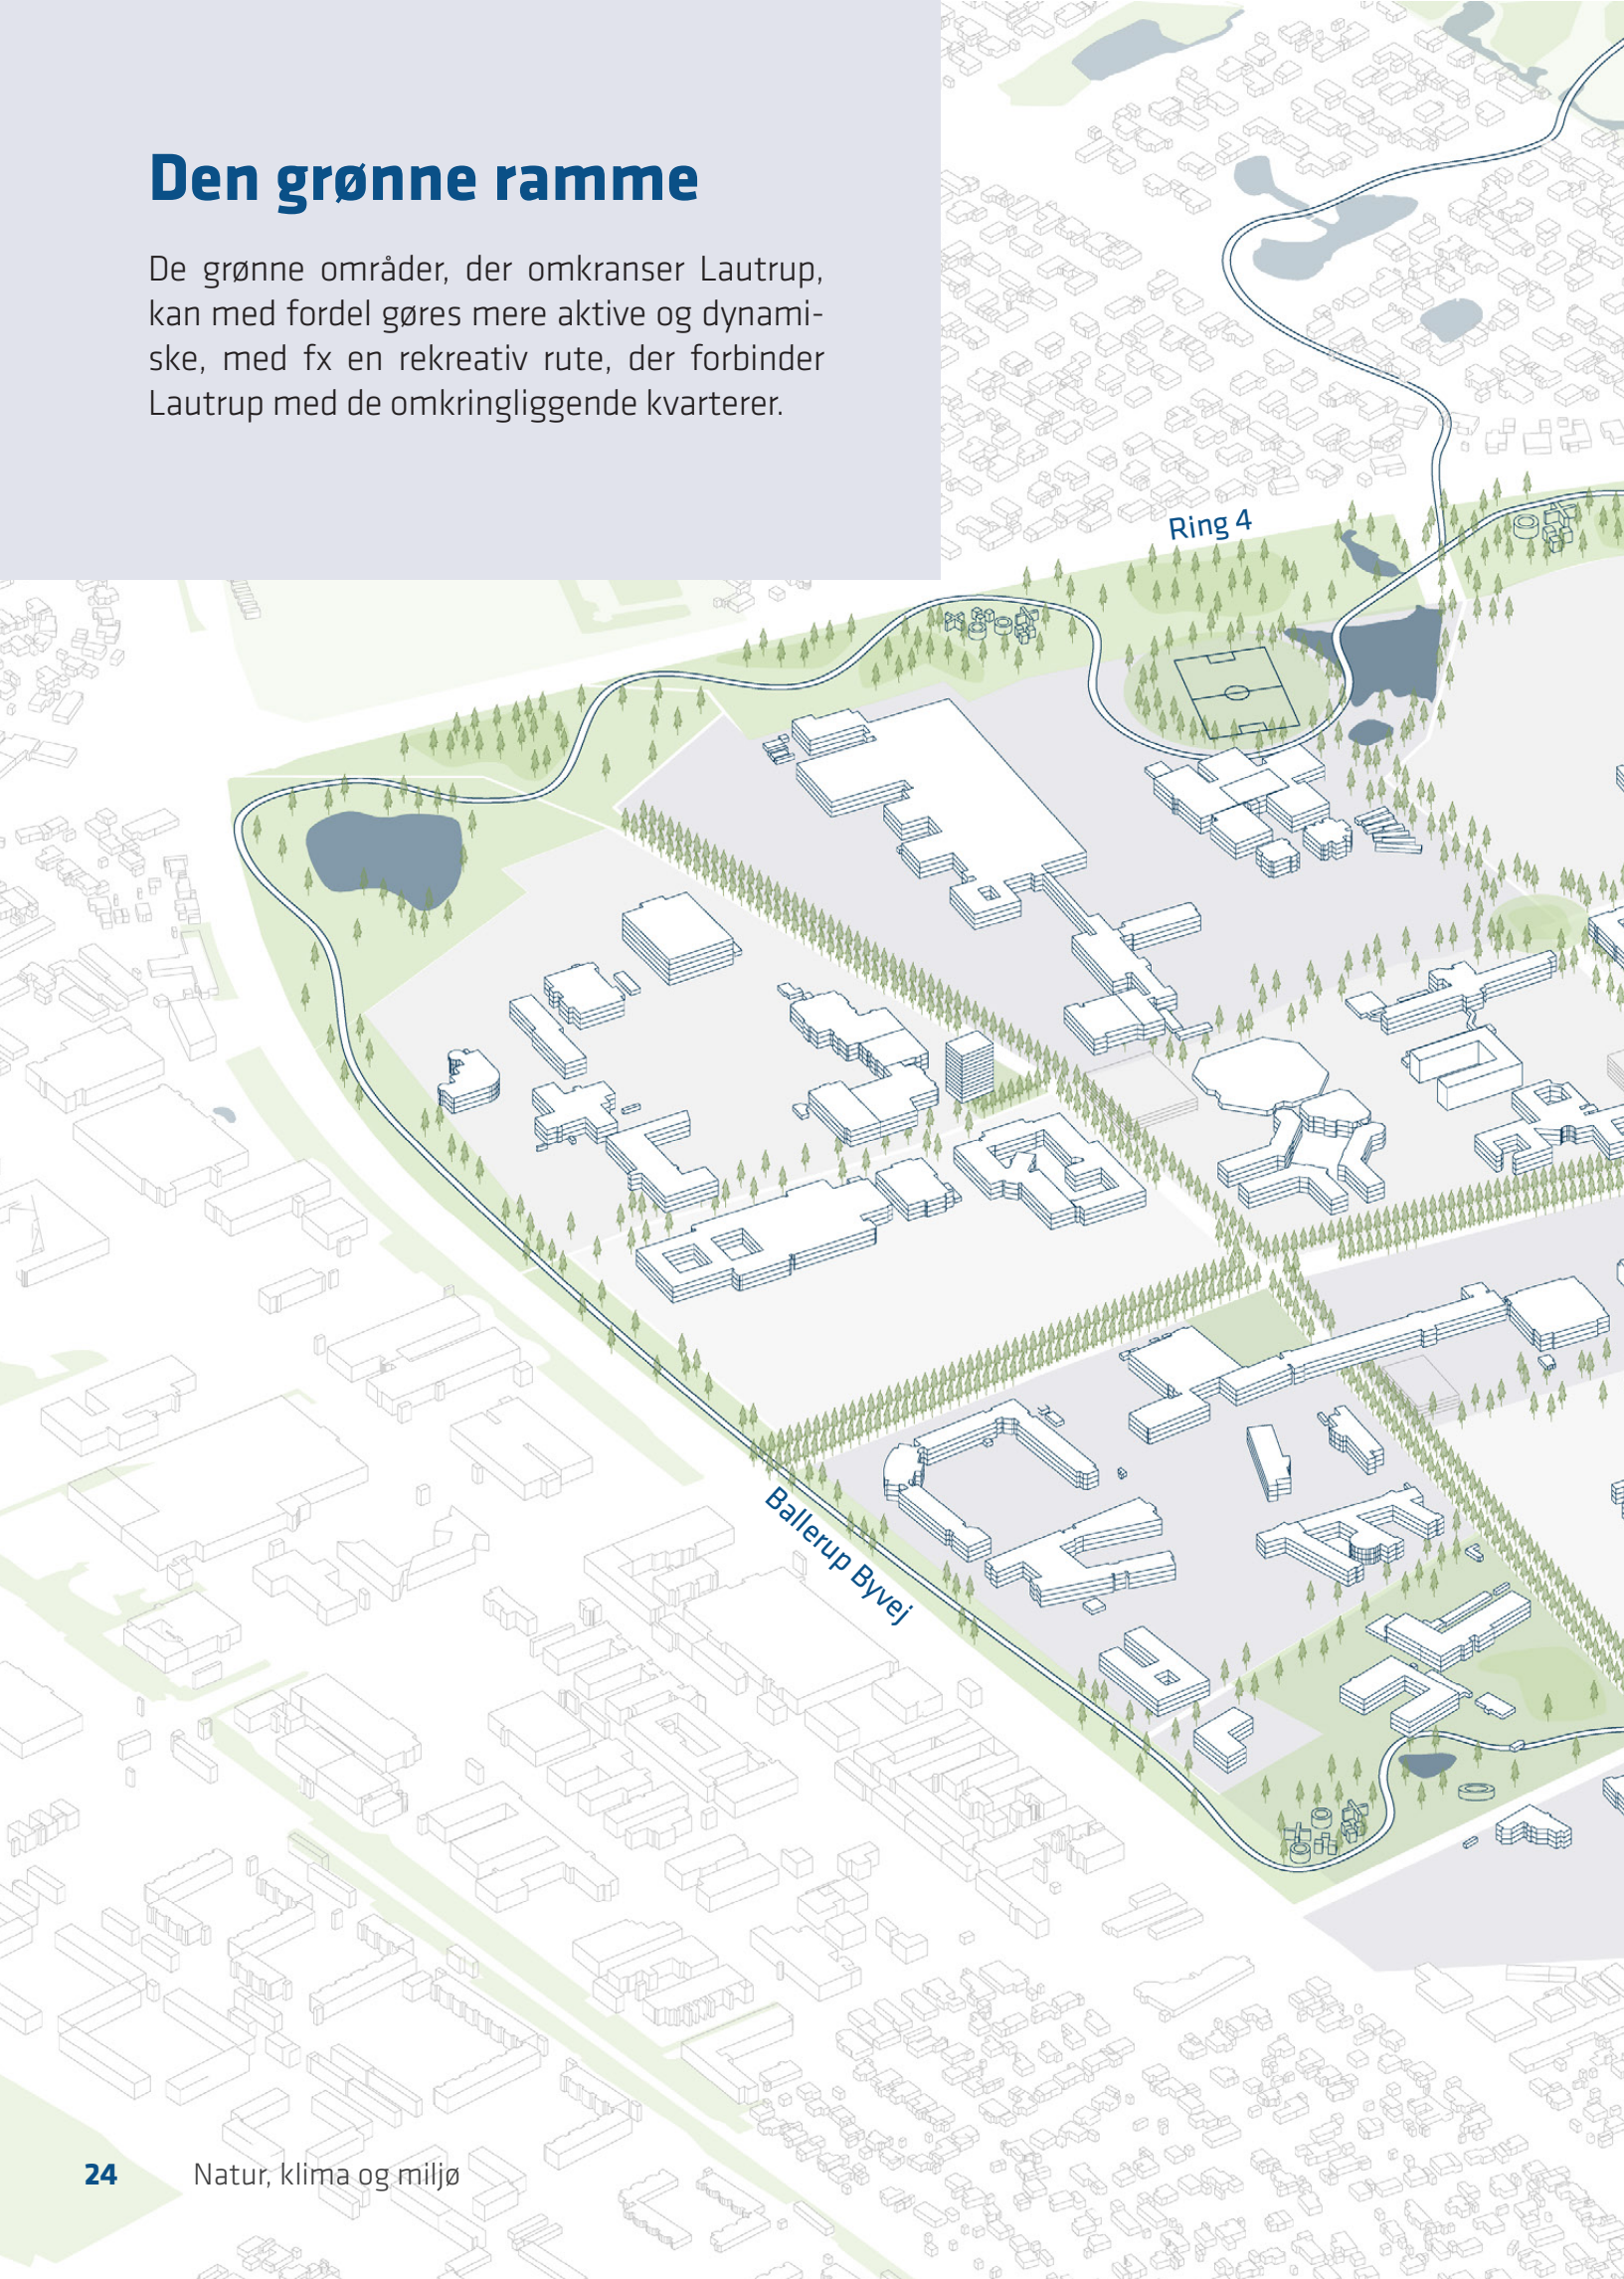 Den grønne ramme
De grønne områder, der omkranser Lautrup,
kan med fordel gøres mere aktive og dynami-
ske, med fx en rekreativ rute, der forbinder
Lautrup med de omkringliggende kvarterer.
Ring 4
Ballerup Byvej
24 Natur, klima og miljø